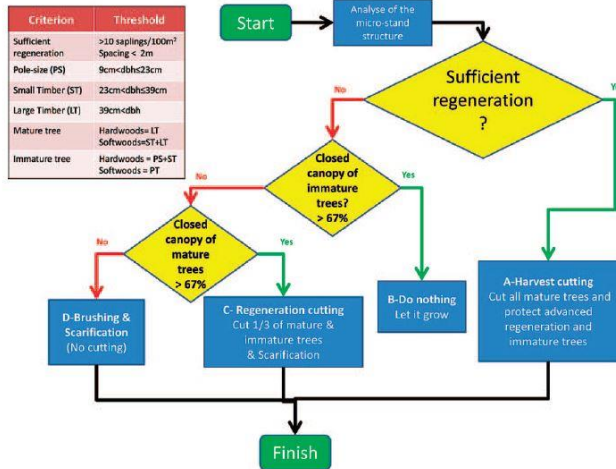 Criterion Threshold
Sufficient >10 saplings/100m²
regeneration Spacing < 2m
Pole-size (PS) 9cm<dbh≤23cm
Small Timber (ST) 23cm<dbh≤39cm
Large Timber (LT) 39cm<dbh
Mature tree Hardwoods= LT
Softwoods=ST+LT
Immature tree Hardwoods = PS+ST
Softwoods = PT
Start
Analyse of the
micro-stand
structure
Sufficient
regeneration
?
No
Closed
canopy of
immature
trees?
> 67%
No
Yes
Closed
canopy of
mature
trees
> 67%
No
Yes
D-Brushing &
Scarification
(No cutting)
C- Regeneration cutting
Cut 1/3 of mature &
immature trees
& Scarification
B-Do nothing
Let it grow
A-Harvest cutting
Cut all mature trees and
protect advanced
regeneration and
immature trees
Finish